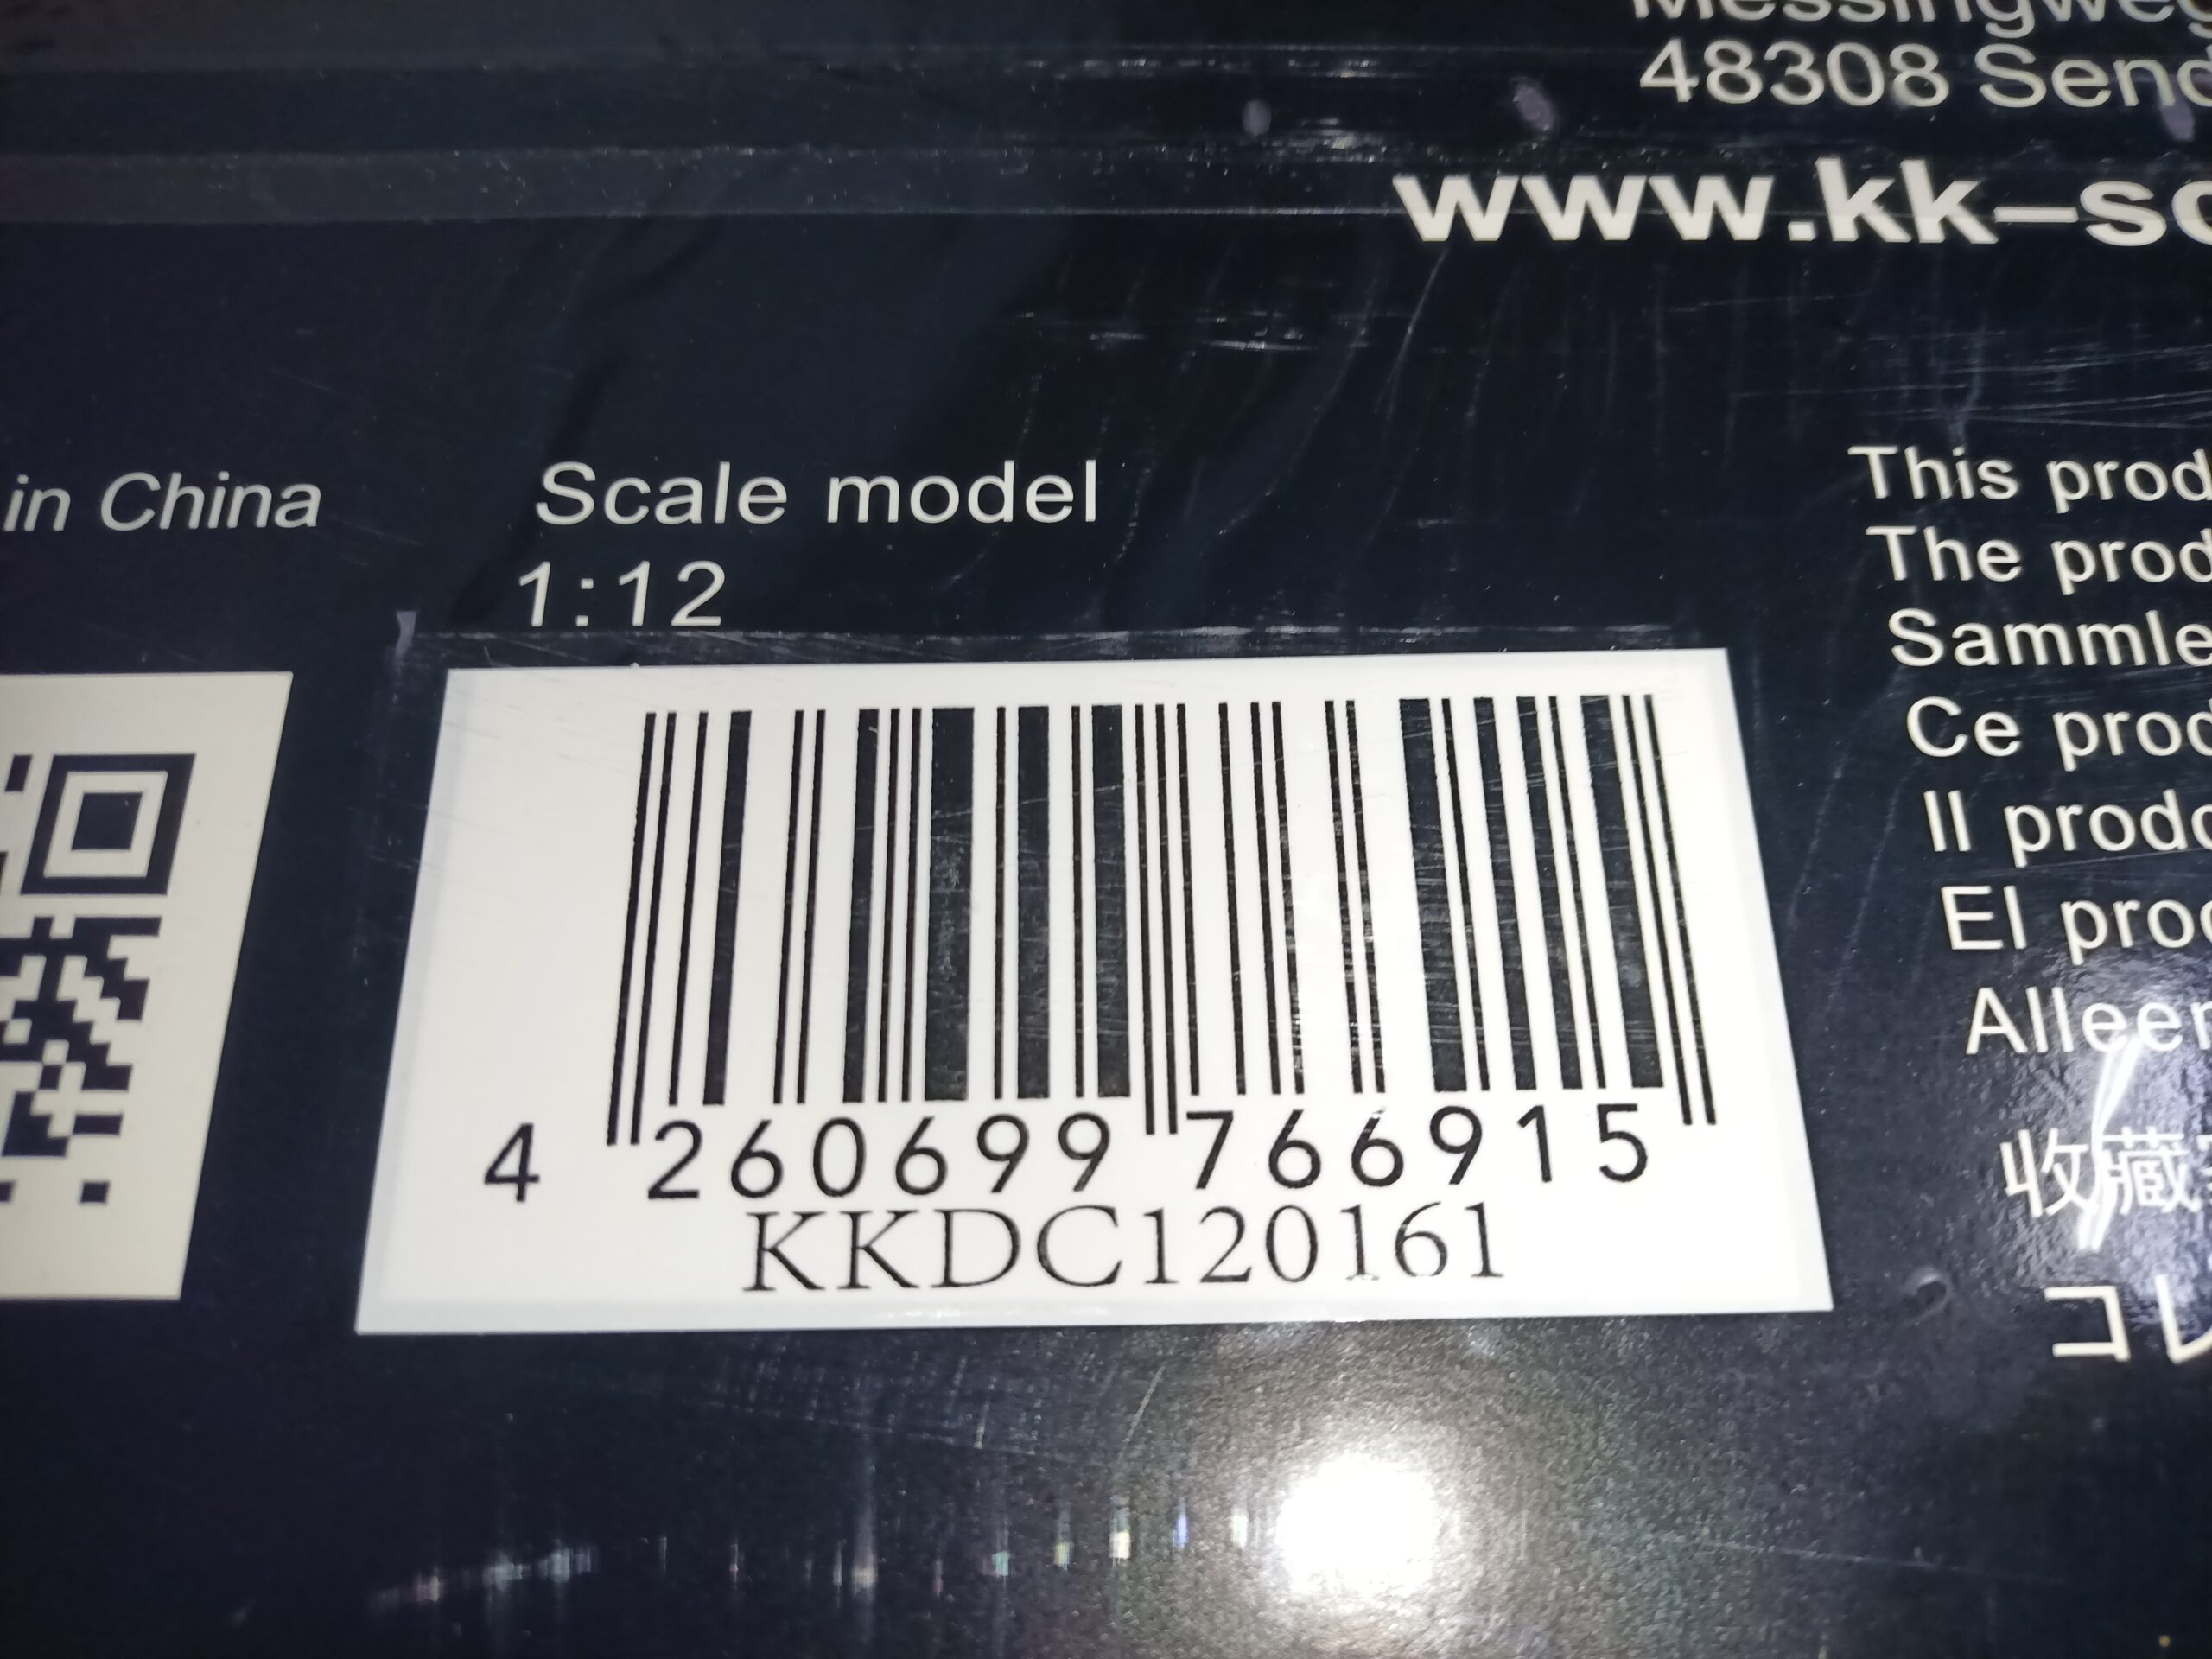 48308 Send
www.kk-sc
in China
Scale model
1:12
This prod
The prod
Sammle
Ce prod
Il prodo
El prod
Alleen
收藏
コレ
4 260699 766915
KKDC120161